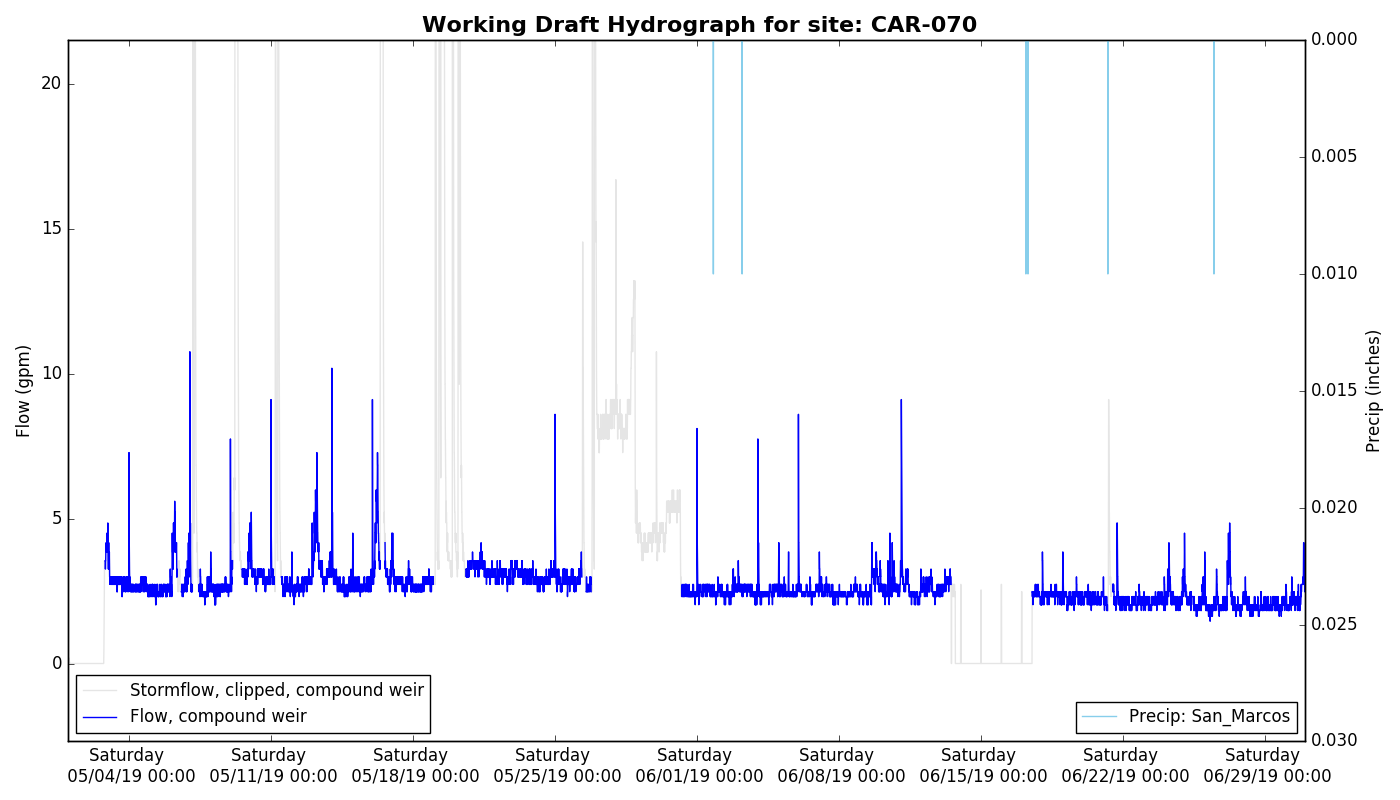 Working Draft Hydrograph for site: CAR-070
20
15
10
5
0
Flow (gpm)
0.000
0.005
0.010
0.015
0.020
0.025
0.030
Precip (inches)
Stormflow, clipped, compound weir
Flow, compound weir
Precip: San_Marcos
Saturday Saturday Saturday Saturday Saturday Saturday Saturday Saturday Saturday
05/04/19 00:00 05/11/19 00:00 05/18/19 00:00 05/25/19 00:00 06/01/19 00:00 06/08/19 00:00 06/15/19 00:00 06/22/19 00:00 06/29/19 00:00